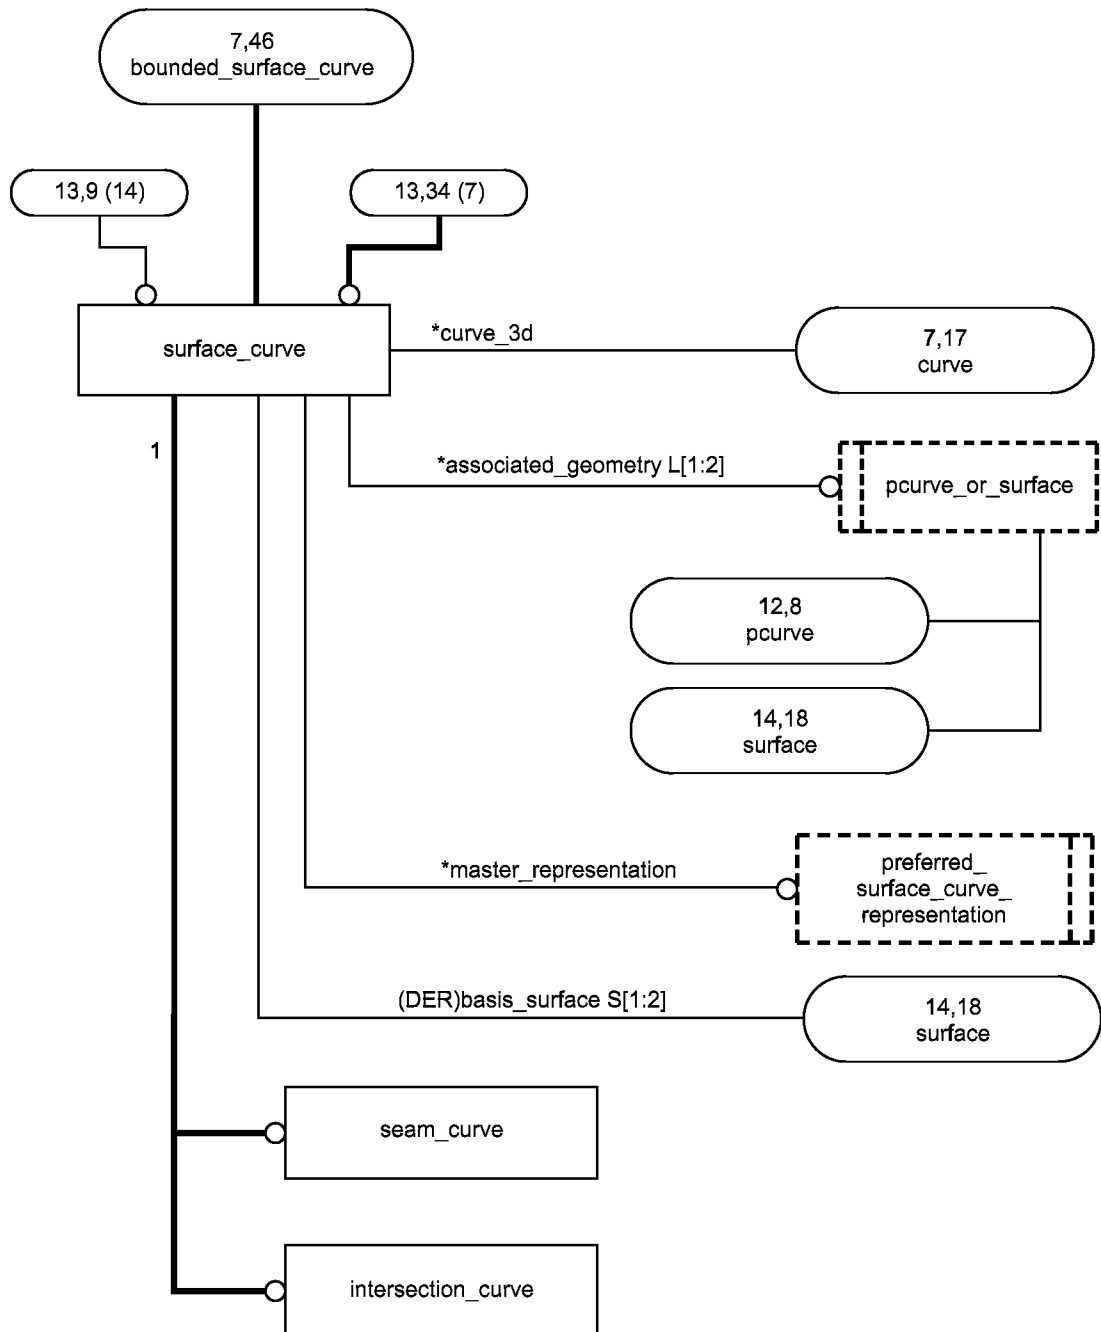 7,46
bounded_surface_curve
13,9 (14)
13,34 (7)
surface_curve
*curve_3d
7,17
curve
1
*associated_geometry L[1:2]
pcurve_or_surface
12,8
pcurve
14,18
surface
*master_representation
preferred_
surface_curve_
representation
(DER)basis_surface S[1:2]
14,18
surface
seam_curve
intersection_curve